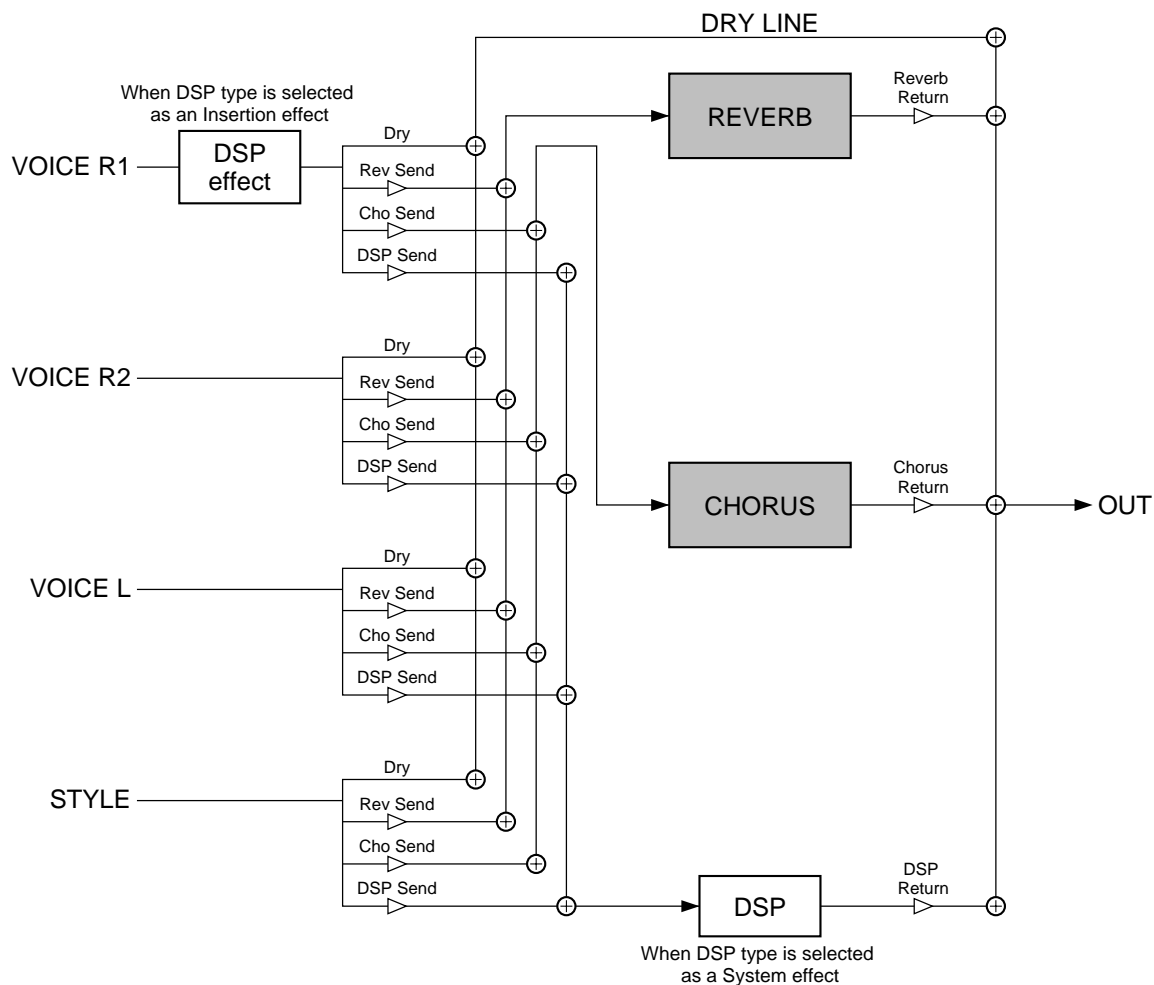 DRY LINE
When DSP type is selected
as an Insertion effect
VOICE R1
DSP
effect
Dry
Rev Send
Cho Send
DSP Send
REVERB
Reverb
Return
VOICE R2
Dry
Rev Send
Cho Send
DSP Send
CHORUS
Chorus
Return
OUT
VOICE L
Dry
Rev Send
Cho Send
DSP Send
STYLE
Dry
Rev Send
Cho Send
DSP Send
DSP
DSP
Return
When DSP type is selected
as a System effect